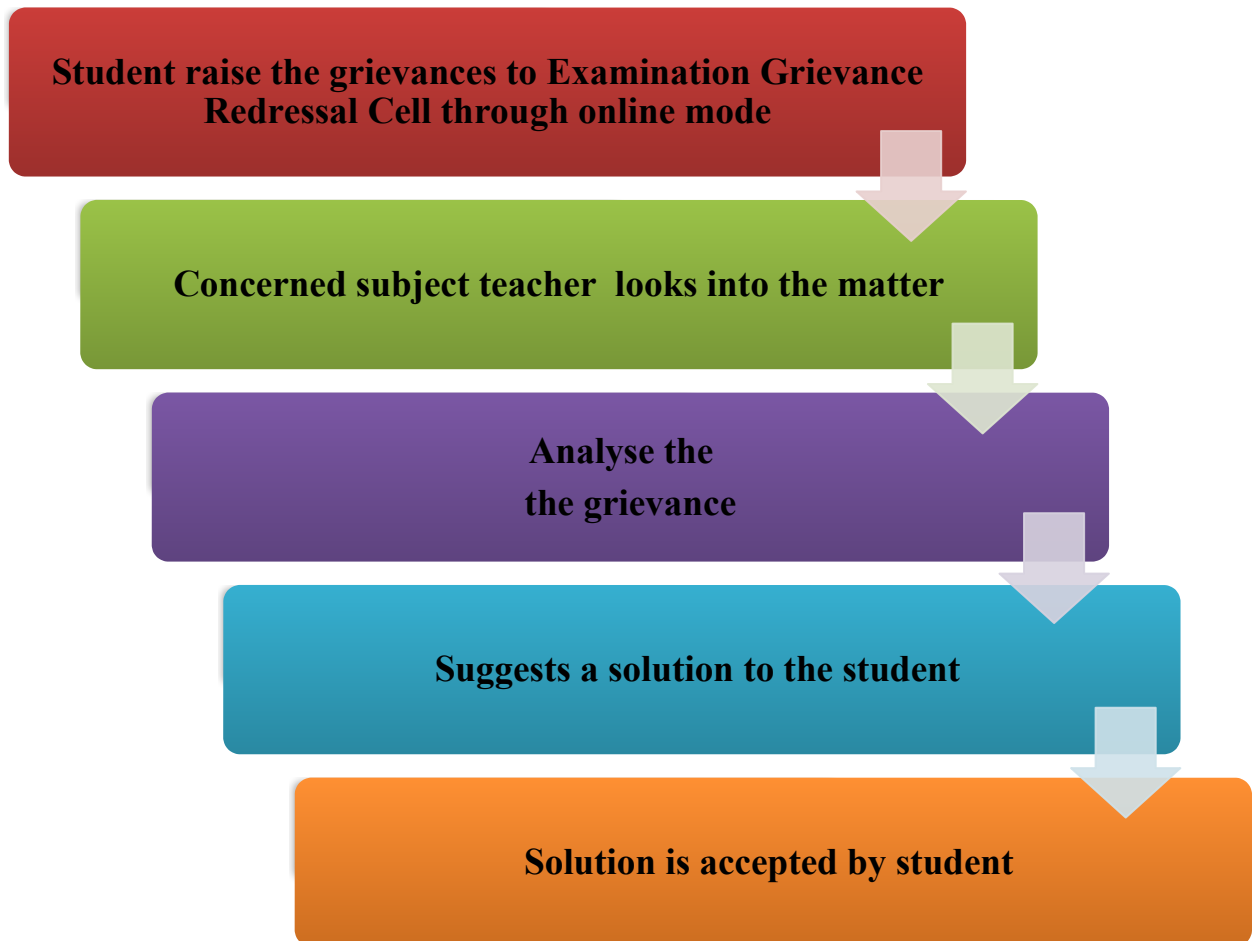 Student raise the grievances to Examination Grievance
Redressal Cell through online mode
Concerned subject teacher  looks into the matter
Analyse the
the grievance
Suggests a solution to the student
Solution is accepted by student